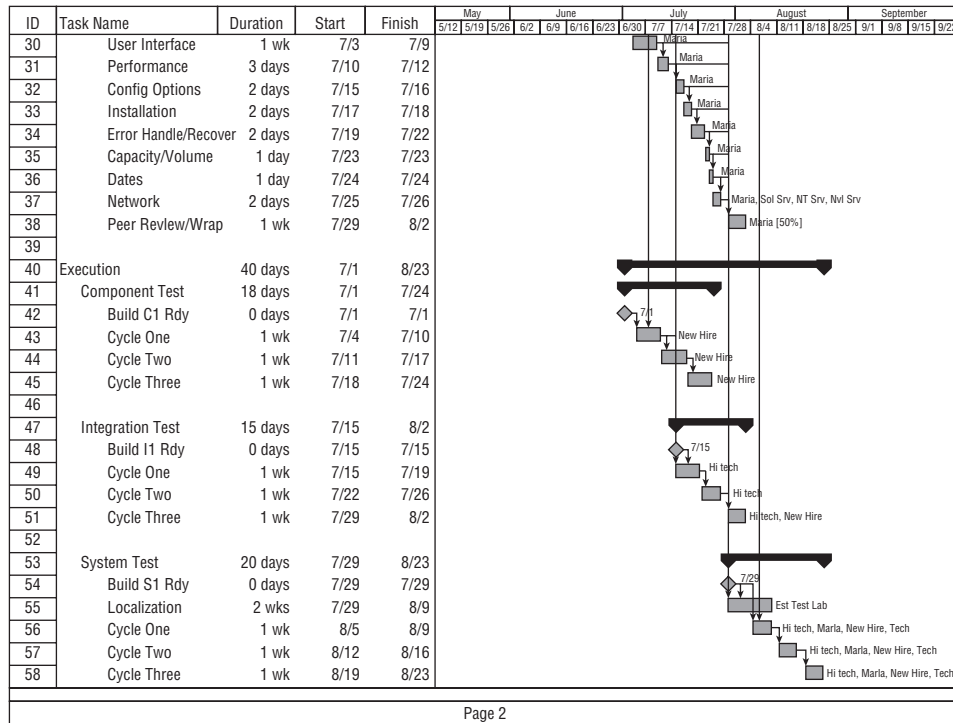 May June July August September
ID Task Name Duration Start Finish 5/12 5/19 5/26 6/2 6/9 6/16 6/23 6/30 7/7 7/14 7/21 7/28 8/4 8/11 8/18 8/25 9/1 9/8 9/15 9/22
30 User Interface 1 wk 7/3 7/9 Maria
31 Performance 3 days 7/10 7/12 Maria
32 Config Options 2 days 7/15 7/16 Maria
33 Installation 2 days 7/17 7/18 Maria
34 Error Handle/Recover 2 days 7/19 7/22 Maria
35 Capacity/Volume 1 day 7/23 7/23 Maria
36 Dates 1 day 7/24 7/24 Maria
37 Network 2 days 7/25 7/26 Maria, Sol Srv, NT Srv, Nvl Srv
38 Peer Revlew/Wrap 1 wk 7/29 8/2 Maria [50%]
39
40 Execution 40 days 7/1 8/23
41 Component Test 18 days 7/1 7/24
42 Build C1 Rdy 0 days 7/1 7/1 7/1
43 Cycle One 1 wk 7/4 7/10 New Hire
44 Cycle Two 1 wk 7/11 7/17 New Hire
45 Cycle Three 1 wk 7/18 7/24 New Hire
46
47 Integration Test 15 days 7/15 8/2
48 Build I1 Rdy 0 days 7/15 7/15 7/15
49 Cycle One 1 wk 7/15 7/19 Hi tech
50 Cycle Two 1 wk 7/22 7/26 Hi tech
51 Cycle Three 1 wk 7/29 8/2 Hi tech, New Hire
52
53 System Test 20 days 7/29 8/23
54 Build S1 Rdy 0 days 7/29 7/29 7/29
55 Localization 2 wks 7/29 8/9 Est Test Lab
56 Cycle One 1 wk 8/5 8/9 Hi tech, Marla, New Hire, Tech
57 Cycle Two 1 wk 8/12 8/16 Hi tech, Marla, New Hire, Tech
58 Cycle Three 1 wk 8/19 8/23 Hi tech, Marla, New Hire, Tech
Page 2